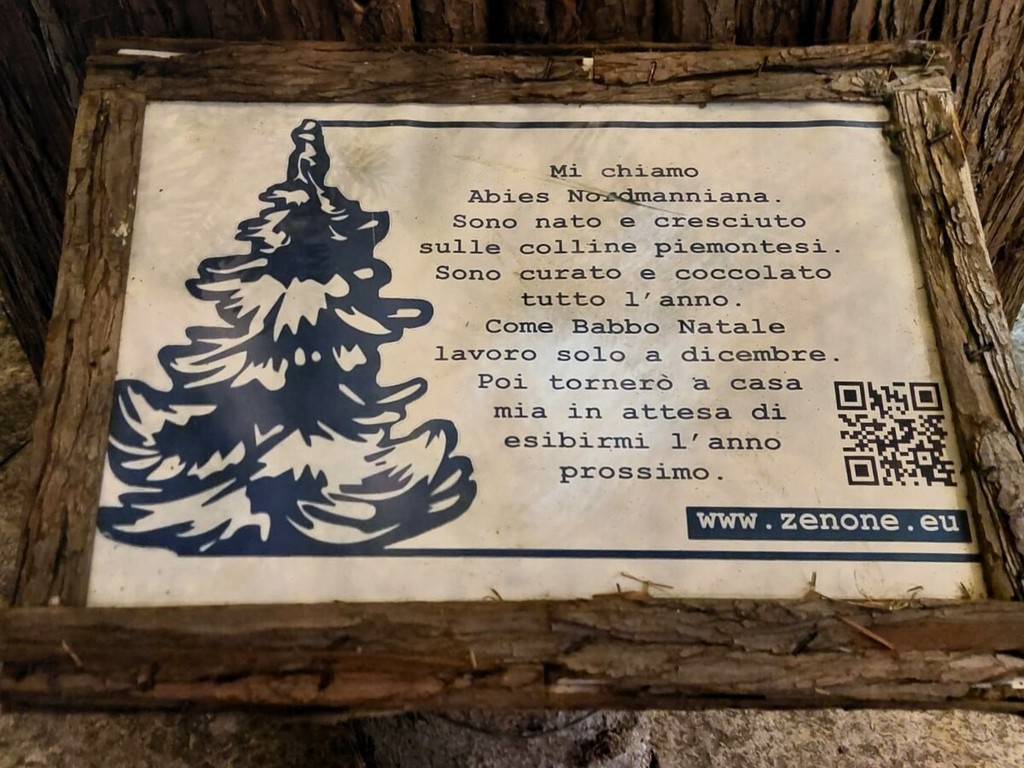 Mi chiamo
Abies Nordmanniana.
Sono nato e cresciuto
sulle colline piemontesi.
Sono curato e coccolato
tutto l'anno.
Come Babbo Natale
lavoro solo a dicembre.
Poi tornerò a casa
mia in attesa di
esibirmi l'anno
prossimo.
www.zenone.eu